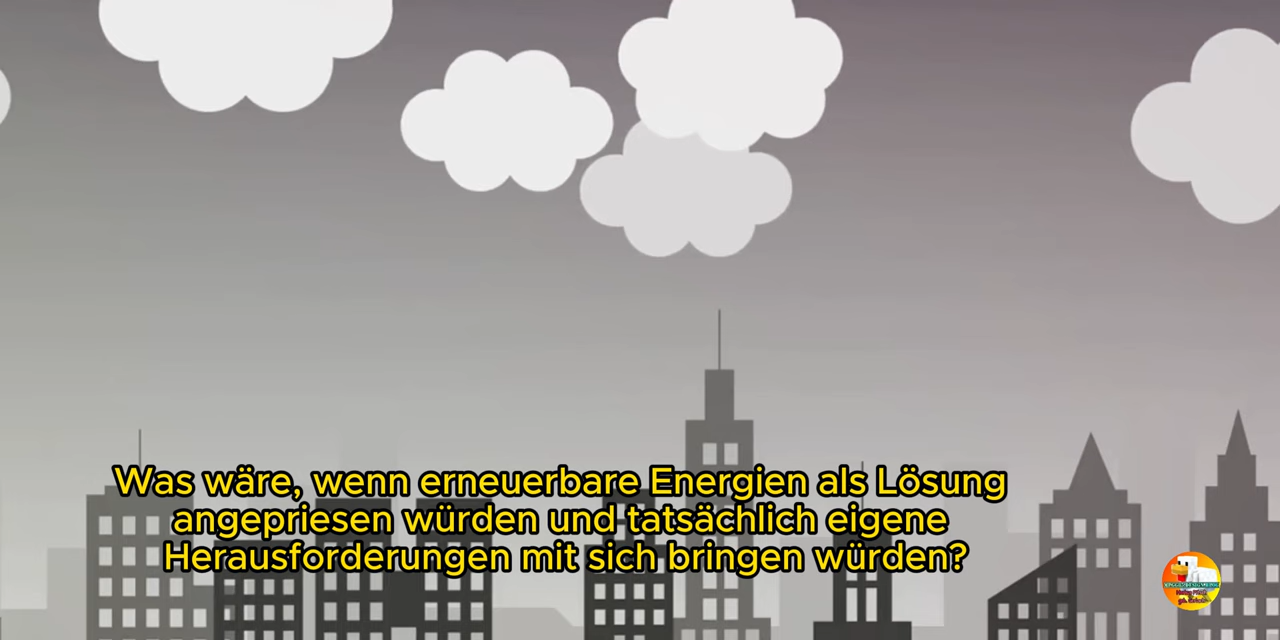 Was wäre, wenn erneuerbare Energien als Lösung
angepriesen würden und tatsächlich eigene
Herausforderungen mit sich bringen würden?